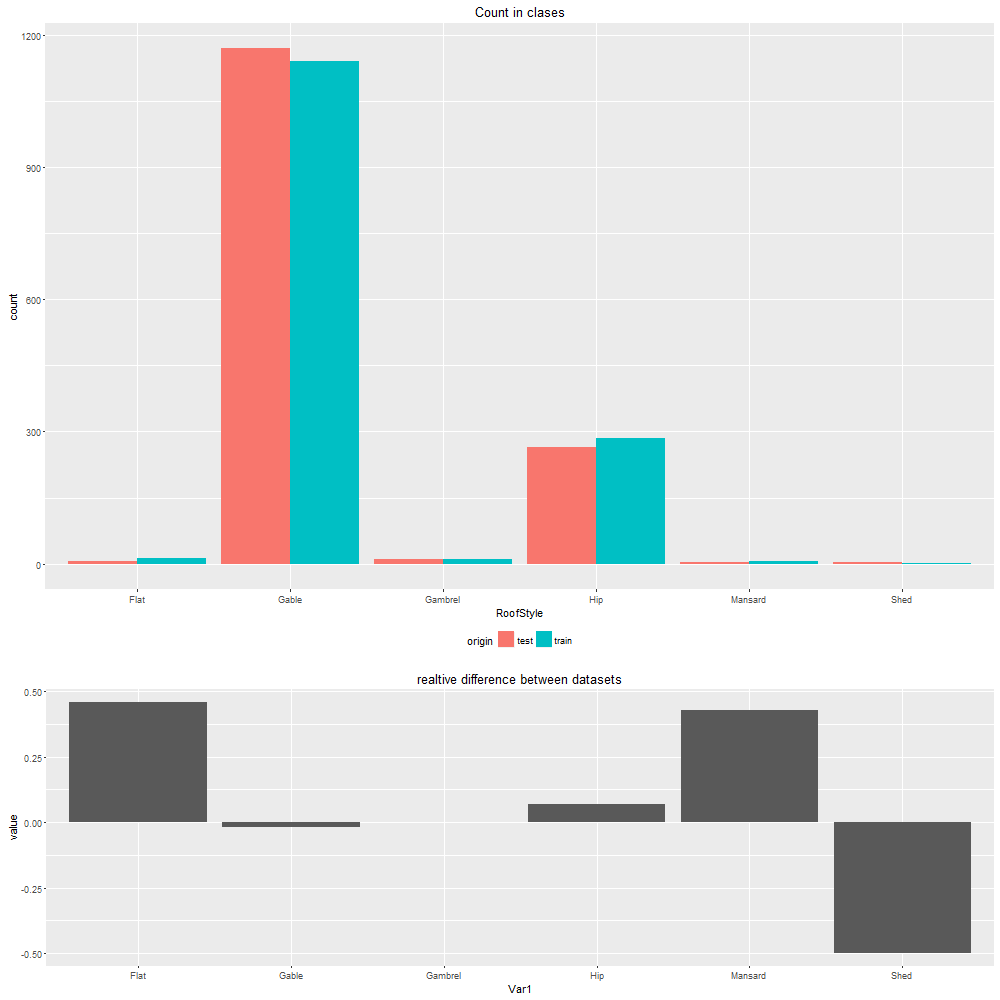 Count in clases
1200
900
600
300
0
count
Flat Gable Gambrel Hip Mansard Shed
RoofStyle
origin test train
realtive difference between datasets
0.50
0.25
0.00
-0.25
-0.50
value
Flat Gable Gambrel Hip Mansard Shed
Var1